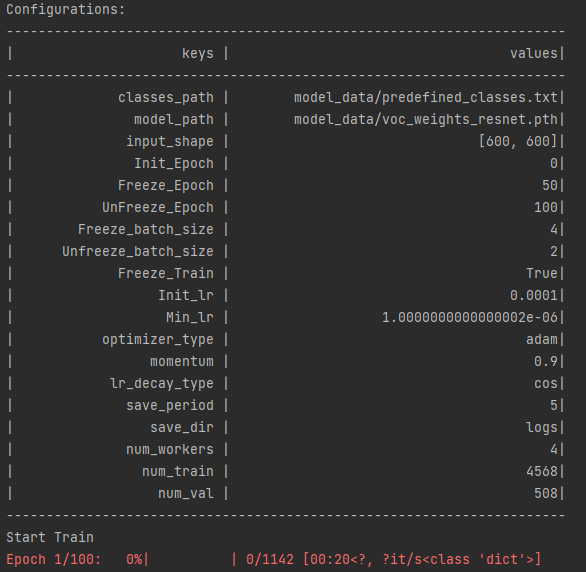 Configurations:
----------------------------------------------------------------------
|                     keys |                                   values|
----------------------------------------------------------------------
|             classes_path |        model_data/predefined_classes.txt|
|               model_path |        model_data/voc_weights_resnet.pth|
|              input_shape |                               [600, 600]|
|               Init_Epoch |                                        0|
|             Freeze_Epoch |                                       50|
|           UnFreeze_Epoch |                                      100|
|        Freeze_batch_size |                                        4|
|      Unfreeze_batch_size |                                        2|
|             Freeze_Train |                                     True|
|                  Init_lr |                                   0.0001|
|                   Min_lr |                   1.0000000000000002e-06|
|           optimizer_type |                                     adam|
|                 momentum |                                      0.9|
|            lr_decay_type |                                      cos|
|              save_period |                                        5|
|                 save_dir |                                     logs|
|              num_workers |                                        4|
|                num_train |                                     4568|
|                  num_val |                                      508|
----------------------------------------------------------------------
Start Train
Epoch 1/100:   0%|          | 0/1142 [00:20<?, ?it/s<class 'dict'>]